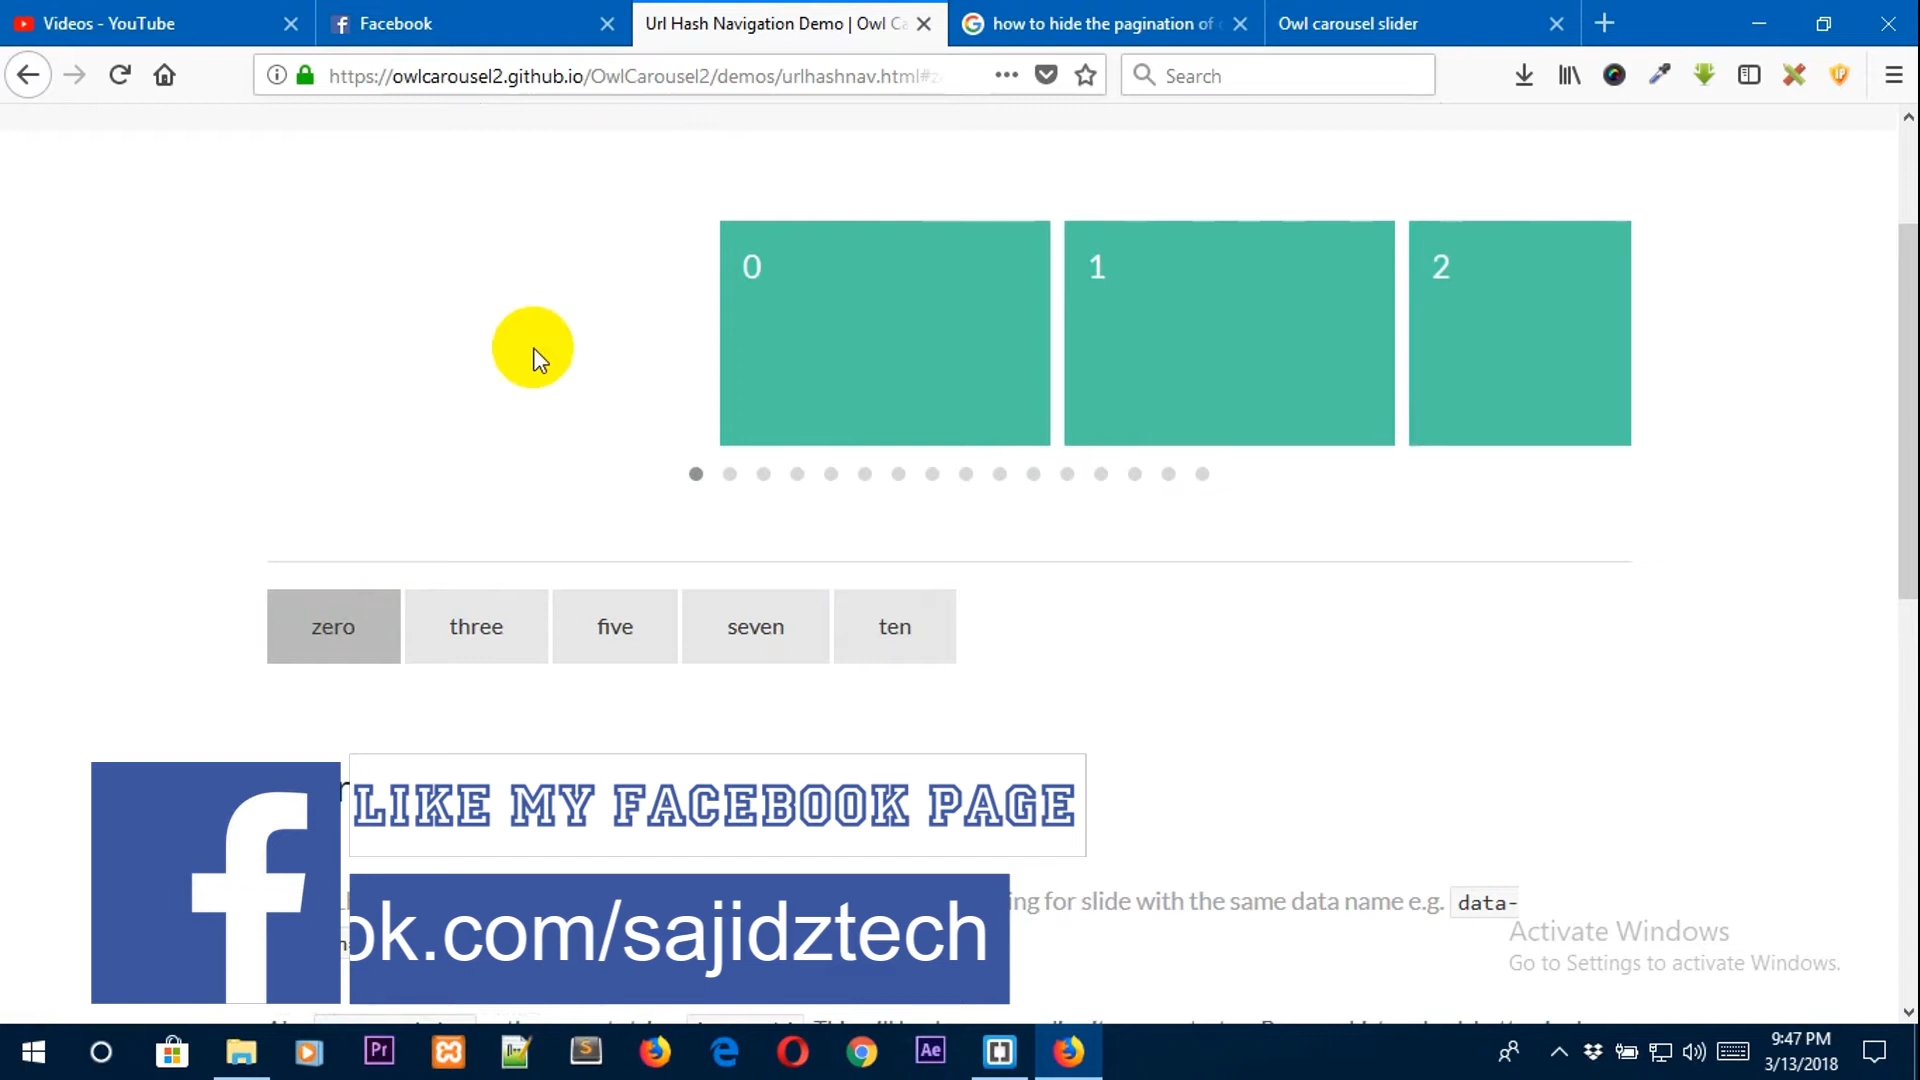 Videos - YouTube
Facebook
Url Hash Navigation Demo | Owl Ca
how to hide the pagination of
Owl carousel slider
https://owlcarousel2.github.io/OwlCarousel2/demos/urlhashnav.html#z
Search
0
1
2
zero
three
five
seven
ten
LIKE MY FACEBOOK PAGE
ok.com/sajidztech
ing for slide with the same data name e.g. data-
Activate Windows
Go to Settings to activate Windows.
Pr
S
Ae
9:47 PM
3/13/2018